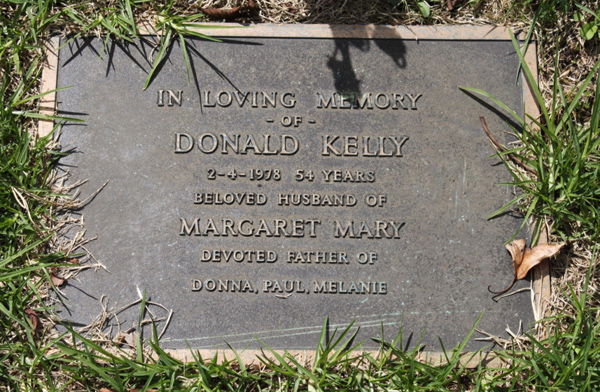 IN LOVING MEMORY
- OF -
DONALD KELLY
2-4-1978 54 YEARS
BELOVED HUSBAND OF
MARGARET MARY
DEVOTED FATHER OF
DONNA, PAUL, MELANIE